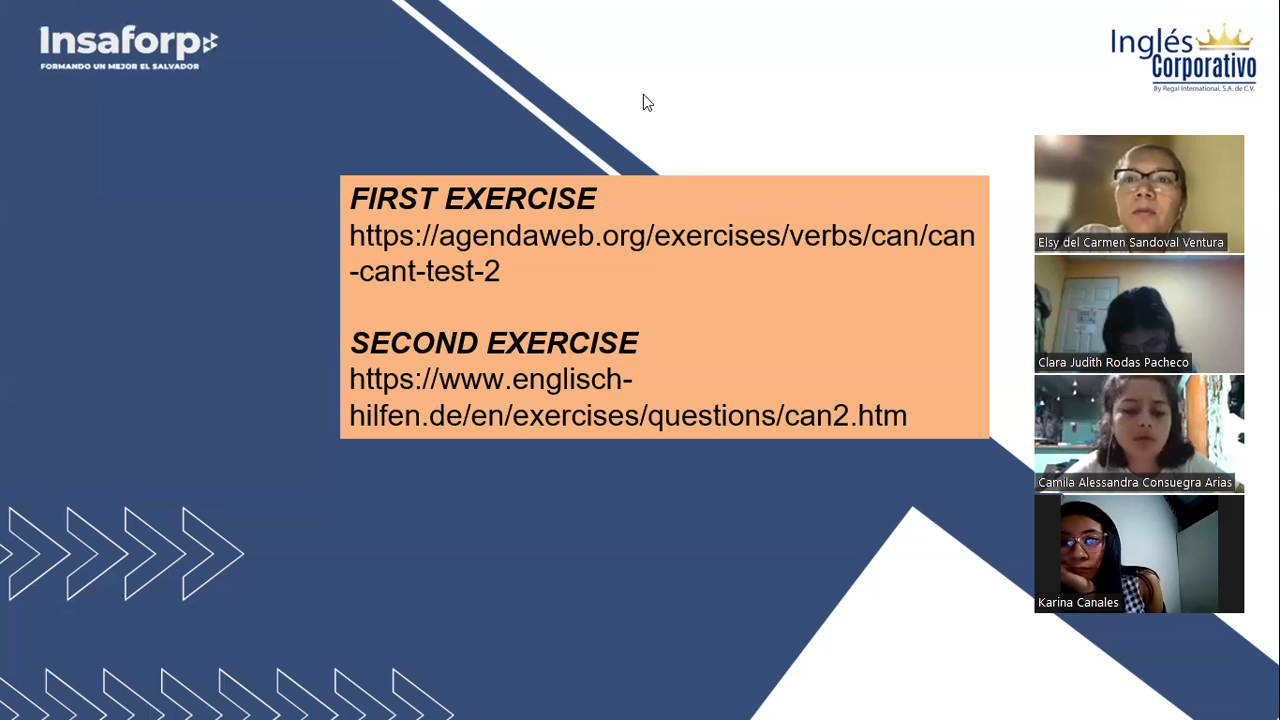 Insaforp
FORMANDO UN MEJOR EL SALVADOR
Inglés
Corporativo
By Regal International, S.A. de C.V.
FIRST EXERCISE
https://agendaweb.org/exercises/verbs/can/can
-cant-test-2
SECOND EXERCISE
https://www.englisch-
hilfen.de/en/exercises/questions/can2.htm
Elsy del Carmen Sandoval Ventura
Clara Judith Rodas Pacheco
Camila Alessandra Consuegra Arias
Karina Canales